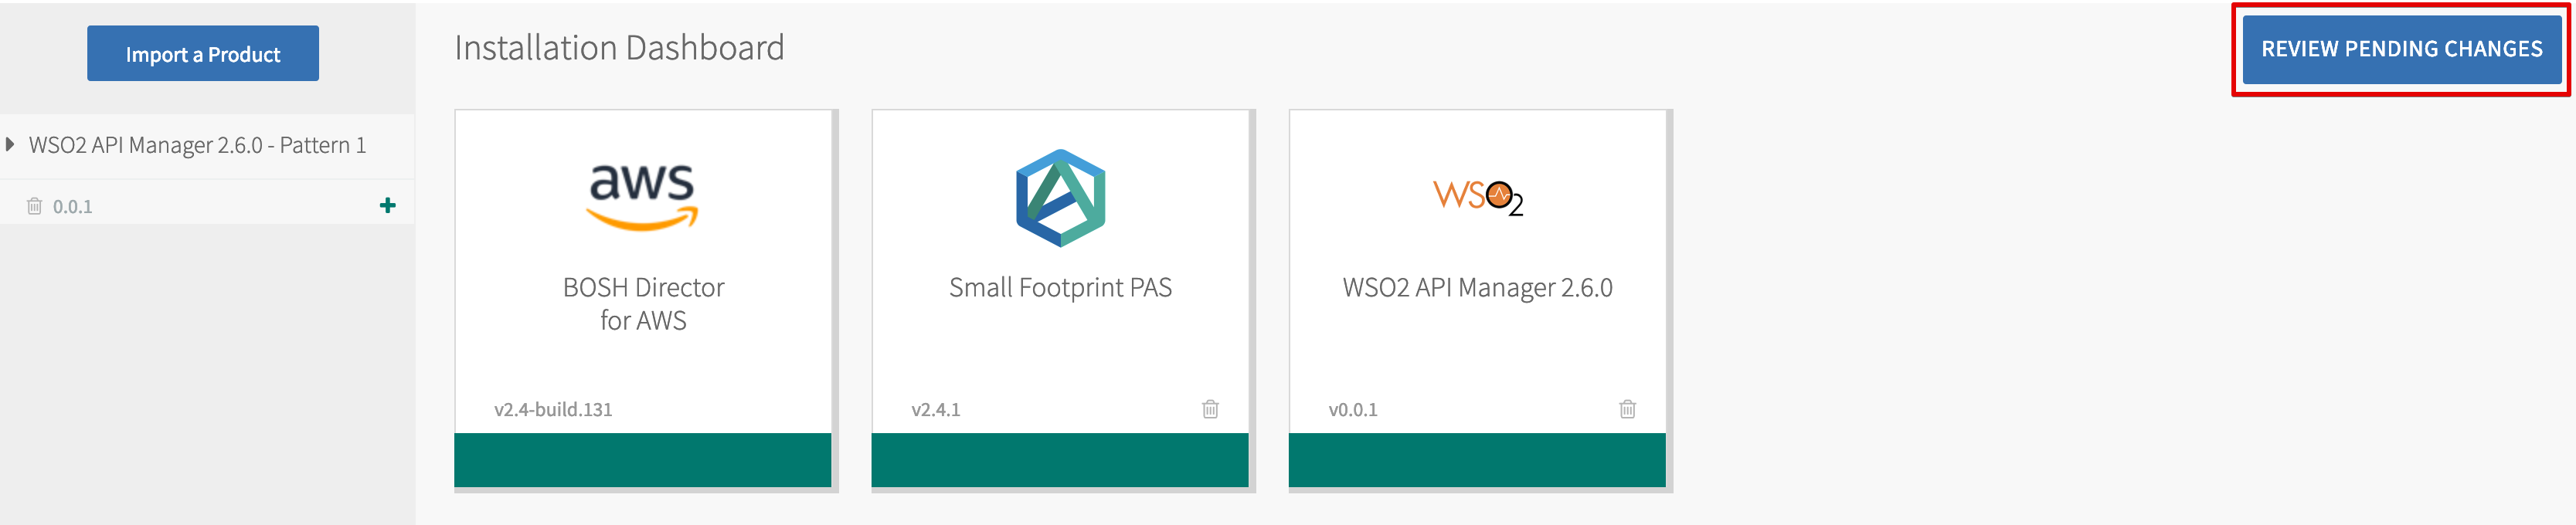 Import a Product
WSO2 API Manager 2.6.0 - Pattern 1
0.0.1
Installation Dashboard
REVIEW PENDING CHANGES
aws
BOSH Director
for AWS
v2.4-build.131
Small Footprint PAS
v2.4.1
WSO2
WSO2 API Manager 2.6.0
v0.0.1